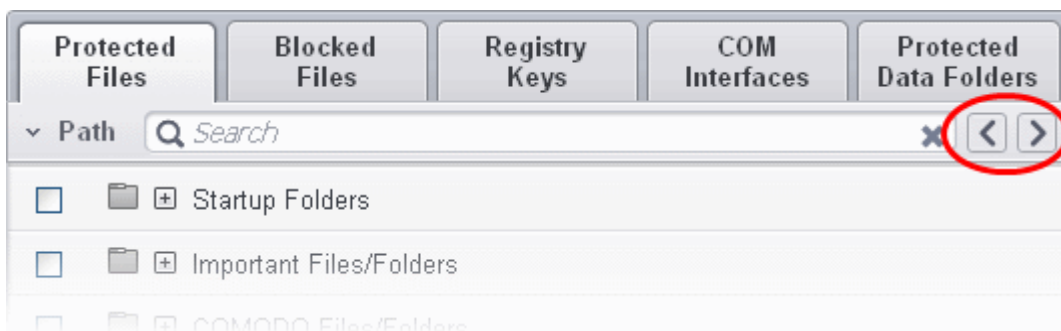 Protected Files
Blocked Files
Registry Keys
COM Interfaces
Protected Data Folders
Path
Search
Startup Folders
Important Files/Folders
COMODO Files/Folders